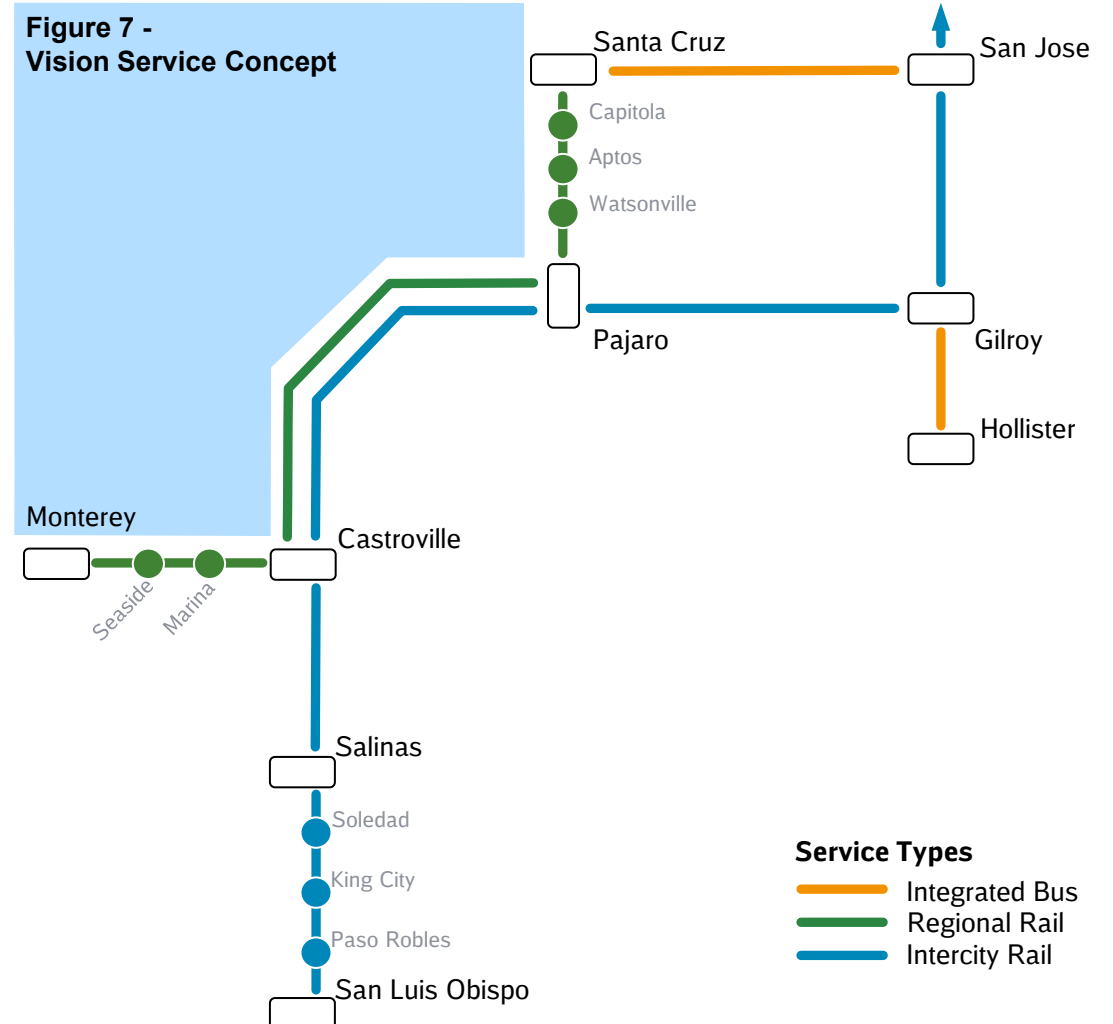 Figure 7 -
Vision Service Concept
Santa Cruz
San Jose
Capitola
Aptos
Watsonville
Pajaro
Gilroy
Hollister
Monterey
Castroville
Seaside
Marina
Salinas
Soledad
King City
Paso Robles
San Luis Obispo
Service Types
Integrated Bus
Regional Rail
Intercity Rail